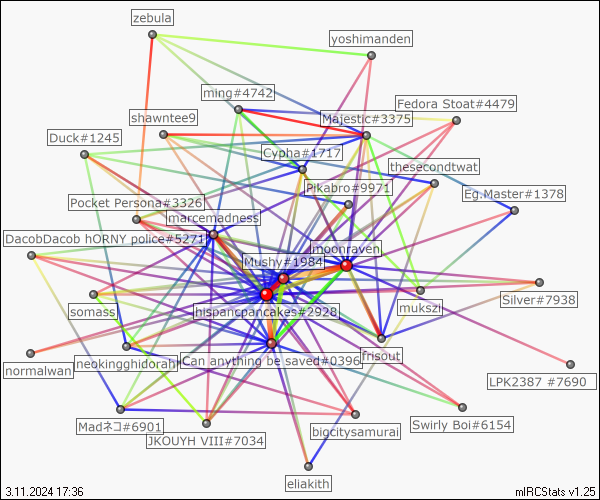 zebula
yoshimanden
ming#4742
Fedora Stoat#4479
shawntee9
Majestic#3375
Duck#1245
Cypha#1717
thesecondtwat
Pikabro#9971
Eg.Master#1378
Pocket Persona#3326
marcemadness
DacobDacob hORNY police#5271
moonraven
Mushy#1984
somass
hispancpancakes#2928
mukszi
Silver#7938
normalwan
neokingghidorah
Can anything be saved#0396
frisout
LPK2387 #7690
Madネコ#6901
JKOUYH VIII#7034
biocitysamurai
Swirly Boi#6154
eliakith
3.11.2024 17:36
mIRCStats v1.25